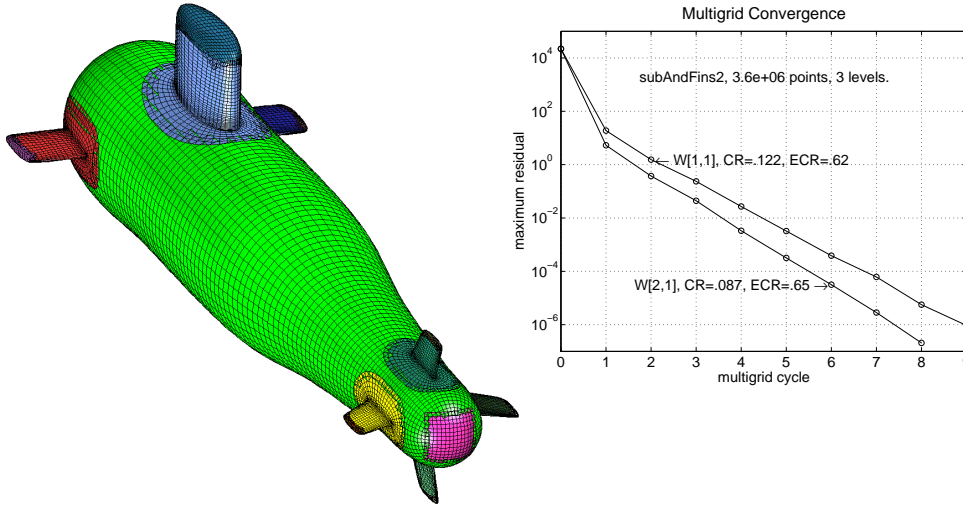 Multigrid Convergence
maximum residual
10^4
10^2
10^0
10^-2
10^-4
10^-6
subAndFins2, 3.6e+06 points, 3 levels.
← W[1,1], CR=.122, ECR=.62
W[2,1], CR=.087, ECR=.65 →
0 1 2 3 4 5 6 7 8
multigrid cycle